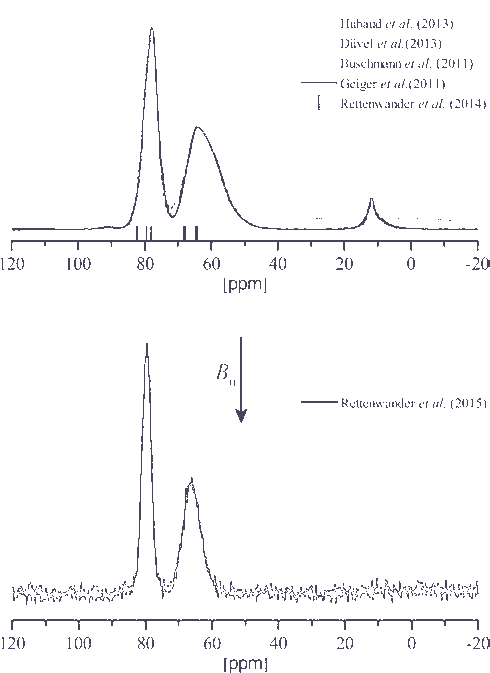 Hubaud et al. (2013)
Düvel et al.(2013)
Buschmann et al. (2011)
Geiger et al.(2011)
Rettenwander et al. (2014)
120 100 80 60 40 20 0 -20
[ppm]
B0
Rettenwander et al. (2015)
120 100 80 60 40 20 0 -20
[ppm]